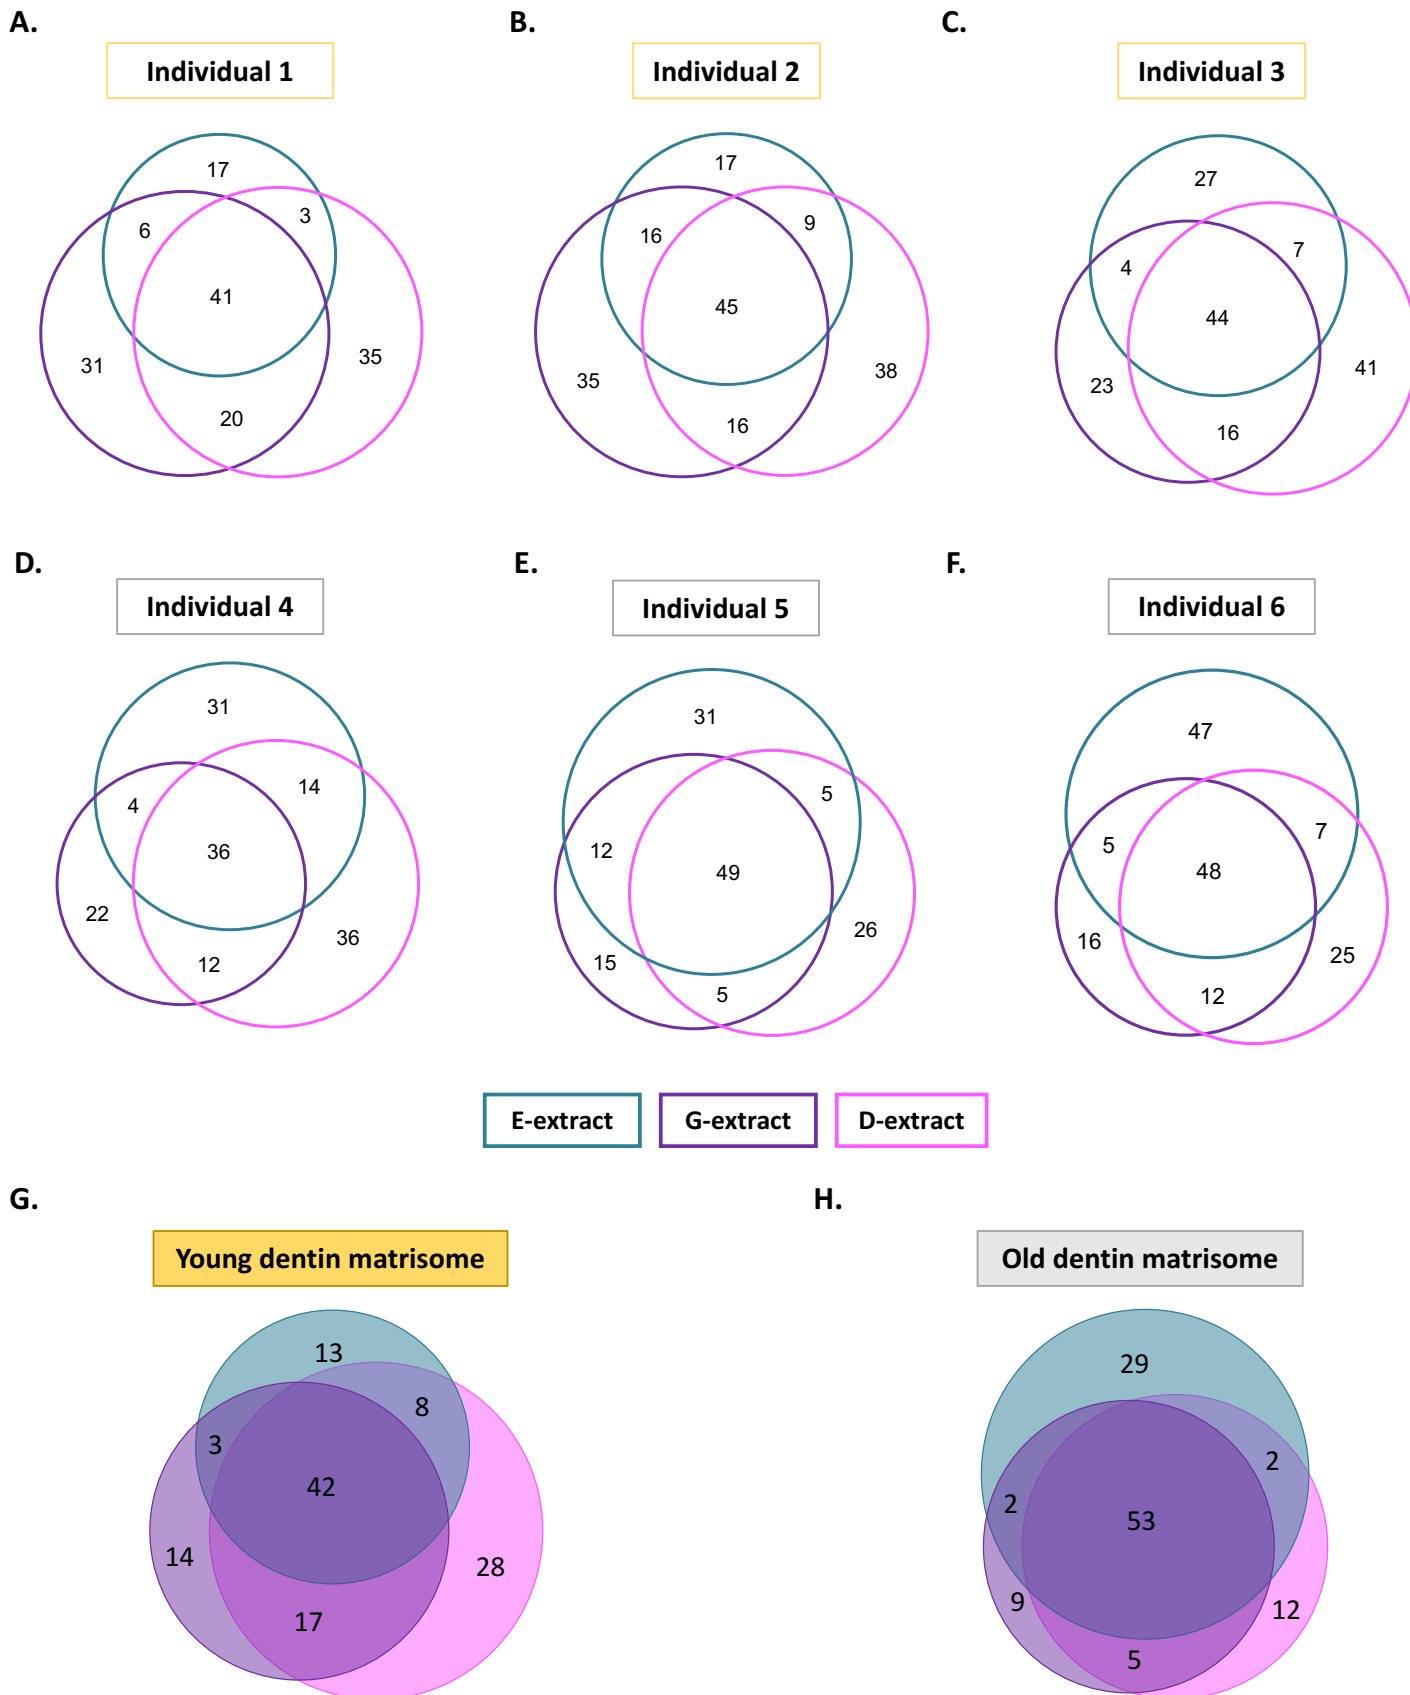 A.
B.
C.
Individual 1
Individual 2
Individual 3
17
6
3
41
31
35
20
17
16
9
45
35
38
16
27
4
7
44
23
41
16
D.
E.
F.
Individual 4
Individual 5
Individual 6
31
4
14
36
22
36
12
31
5
12
49
15
26
5
47
5
7
48
16
25
12
E-extract
G-extract
D-extract
G.
H.
Young dentin matrisome
Old dentin matrisome
13
8
3
42
14
28
17
29
2
2
53
9
12
5